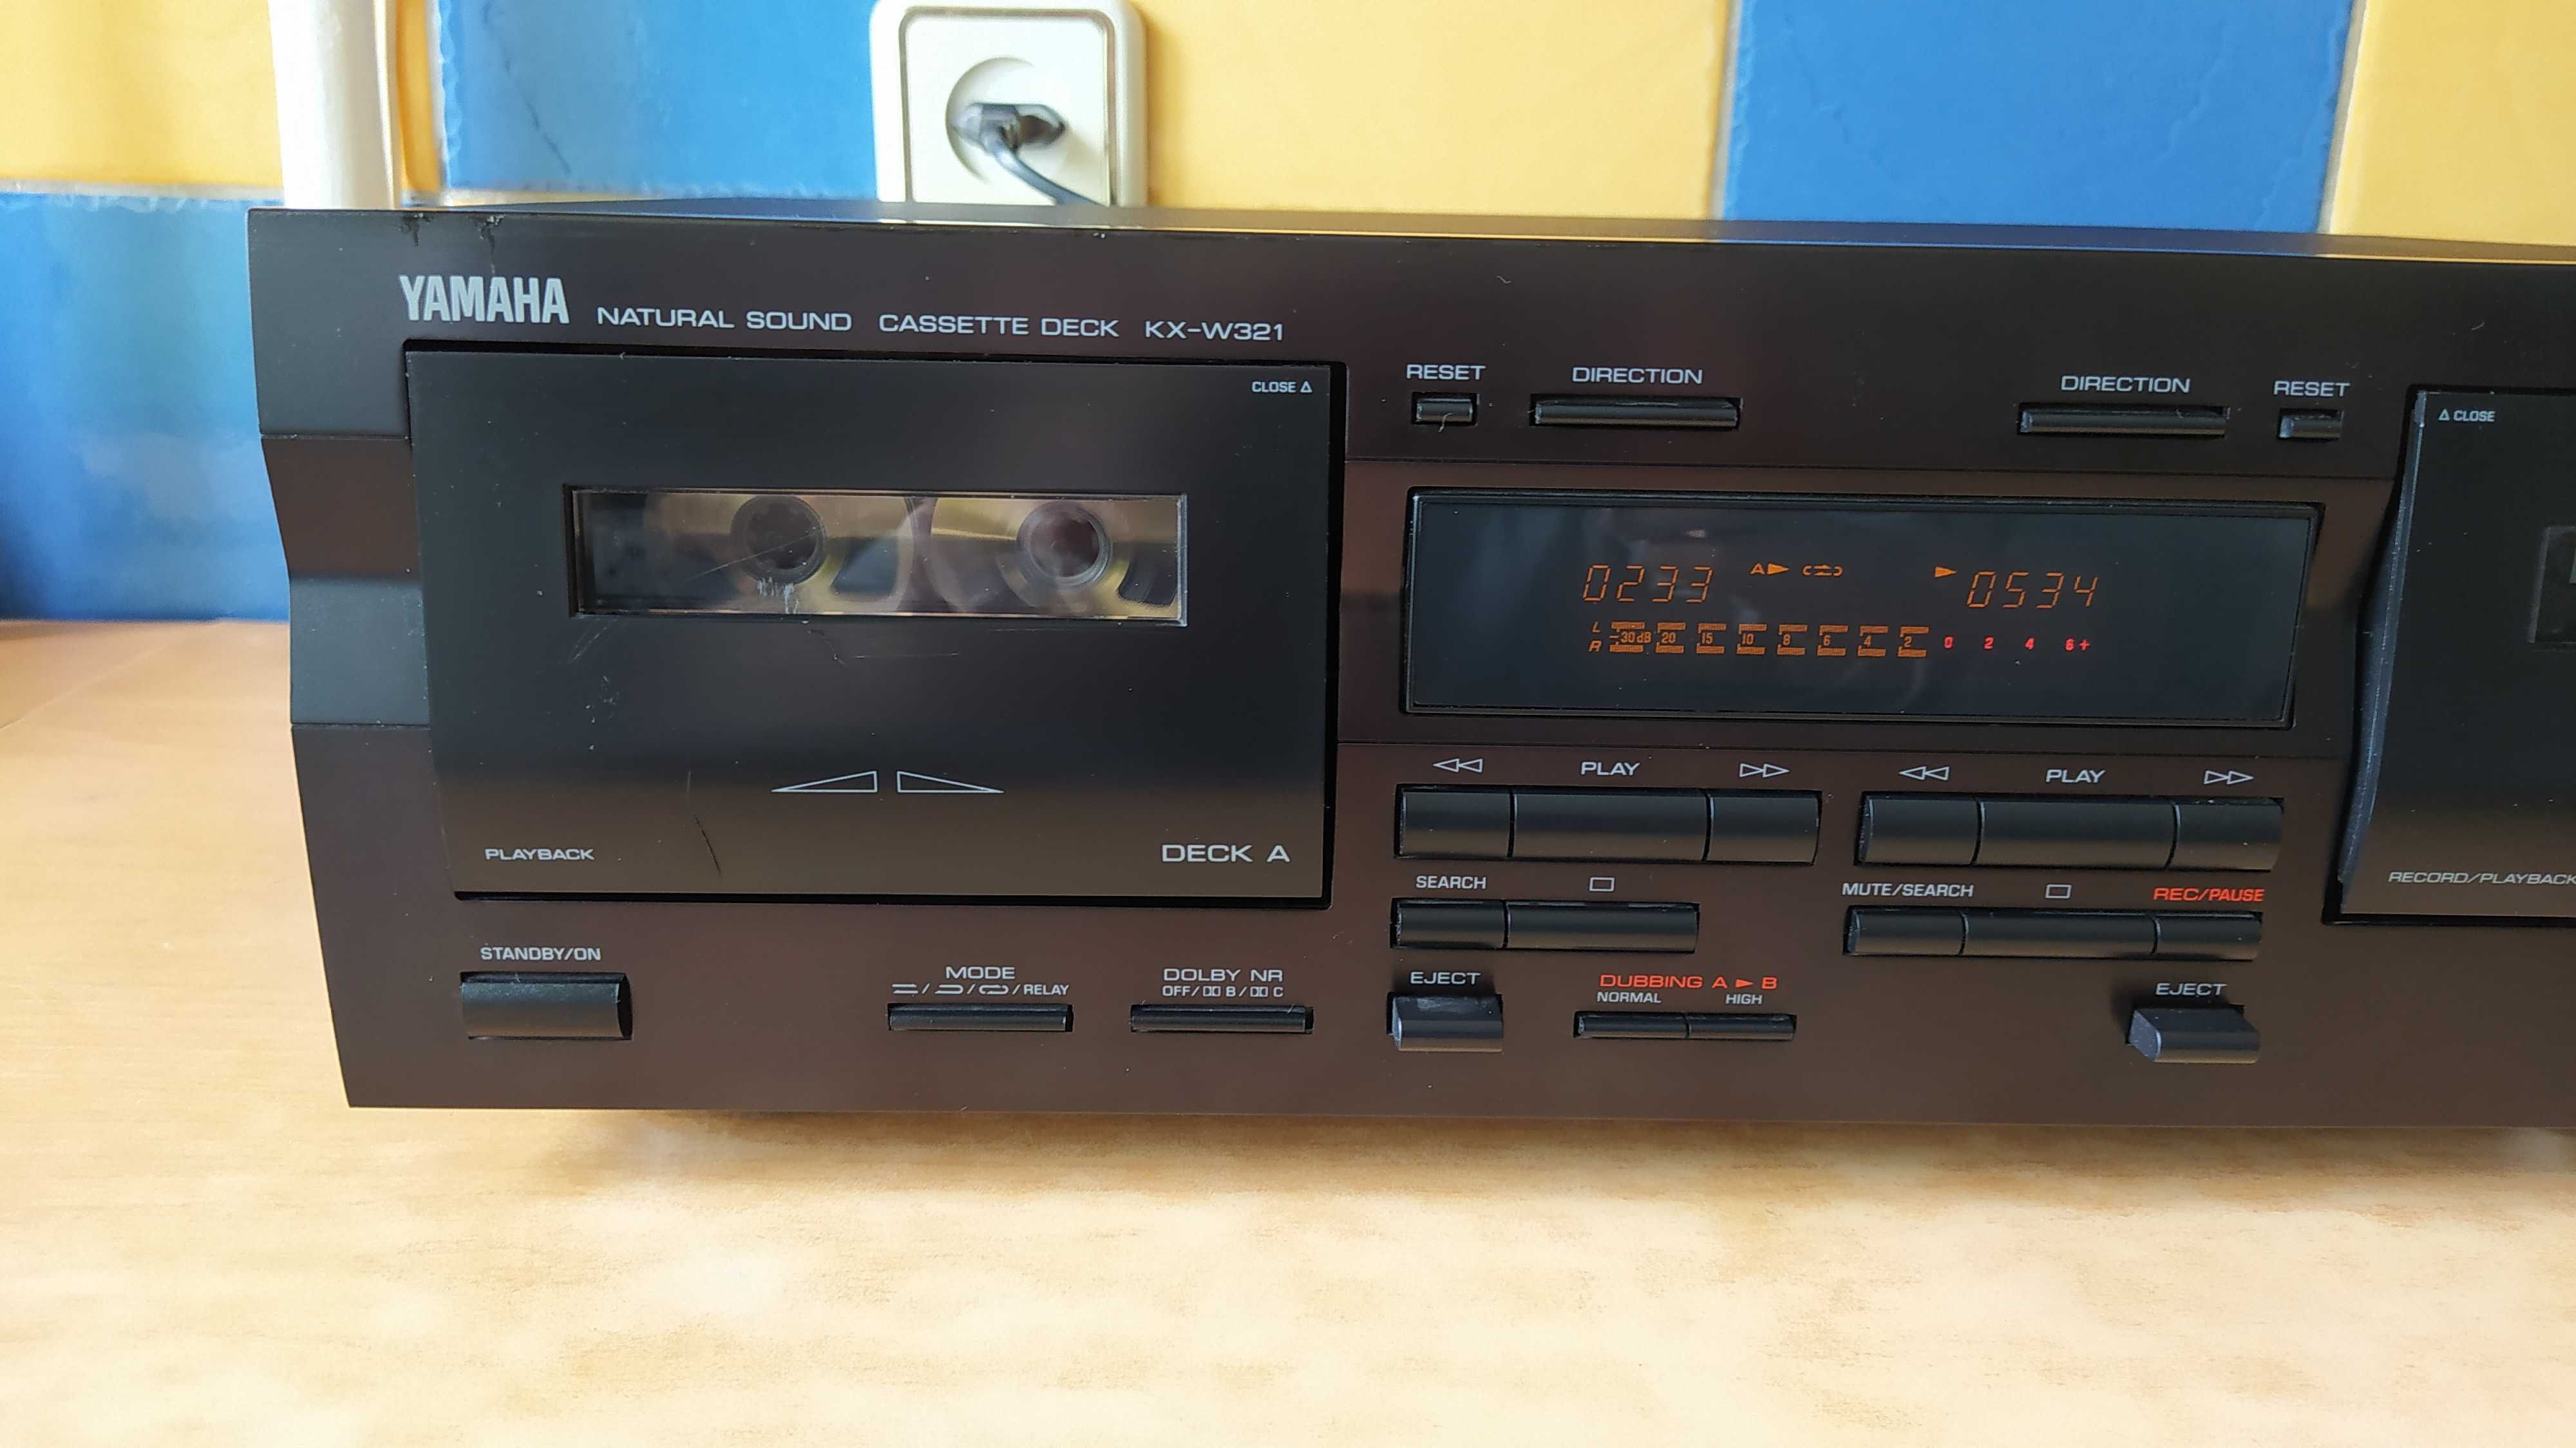 YAMAHA NATURAL SOUND CASSETTE DECK KX-W321
CLOSE
PLAYBACK
DECK A
STANDBY/ON
MODE
/ / /RELAY
DOLBY NR
OFF/ B/ C
RESET
DIRECTION
DIRECTION
RESET
0233 A 0534
L
R
-30dB 20 15 10 8 6 4 2 0 2 4 6+
PLAY
PLAY
SEARCH
MUTE/SEARCH
REC/PAUSE
EJECT
DUBBING A ► B
NORMAL HIGH
EJECT
CLOSE
RECORD/PLAYBACK